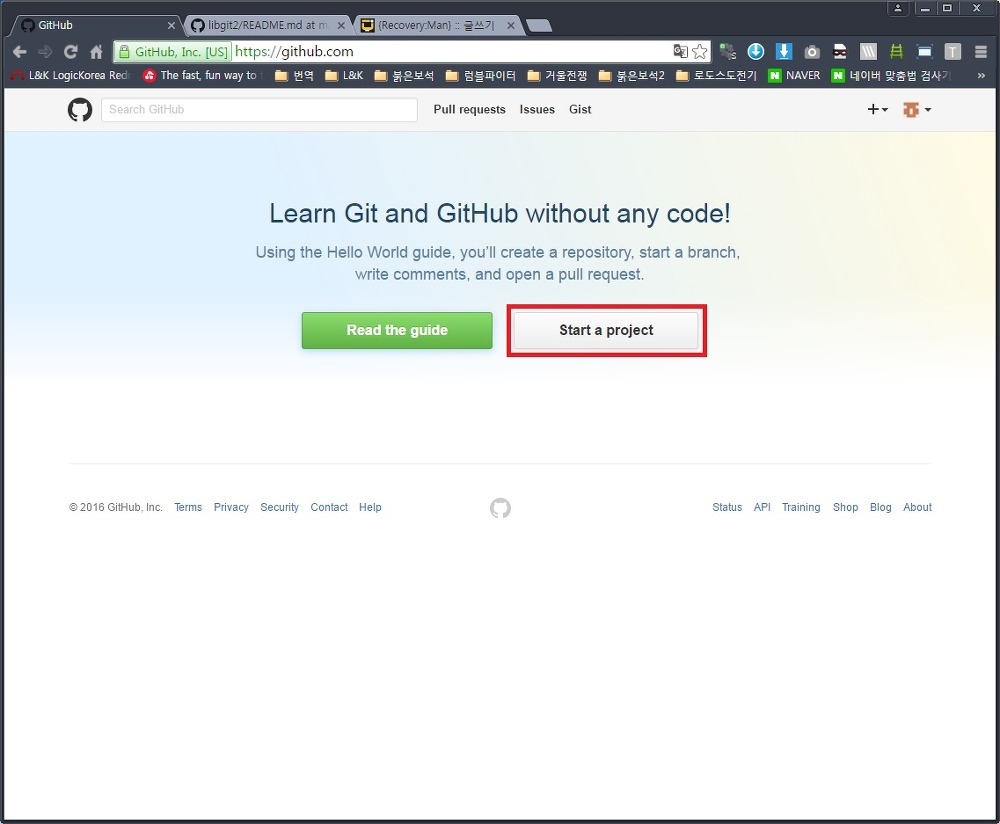 GitHub
libgit2/README.md at m
{Recovery:Man} :: 글쓰기
GitHub, Inc. [US] https://github.com
L&K LogicKorea Red
The fast, fun way to
번역
L&K
붉은보석
럼블파이터
거울전쟁
붉은보석2
로도스도전기
NAVER
네이버 맞춤법 검사기
»
Search GitHub
Pull requests Issues Gist
Learn Git and GitHub without any code!
Using the Hello World guide, you’ll create a repository, start a branch,
write comments, and open a pull request.
Read the guide
Start a project
© 2016 GitHub, Inc. Terms Privacy Security Contact Help
Status API Training Shop Blog About